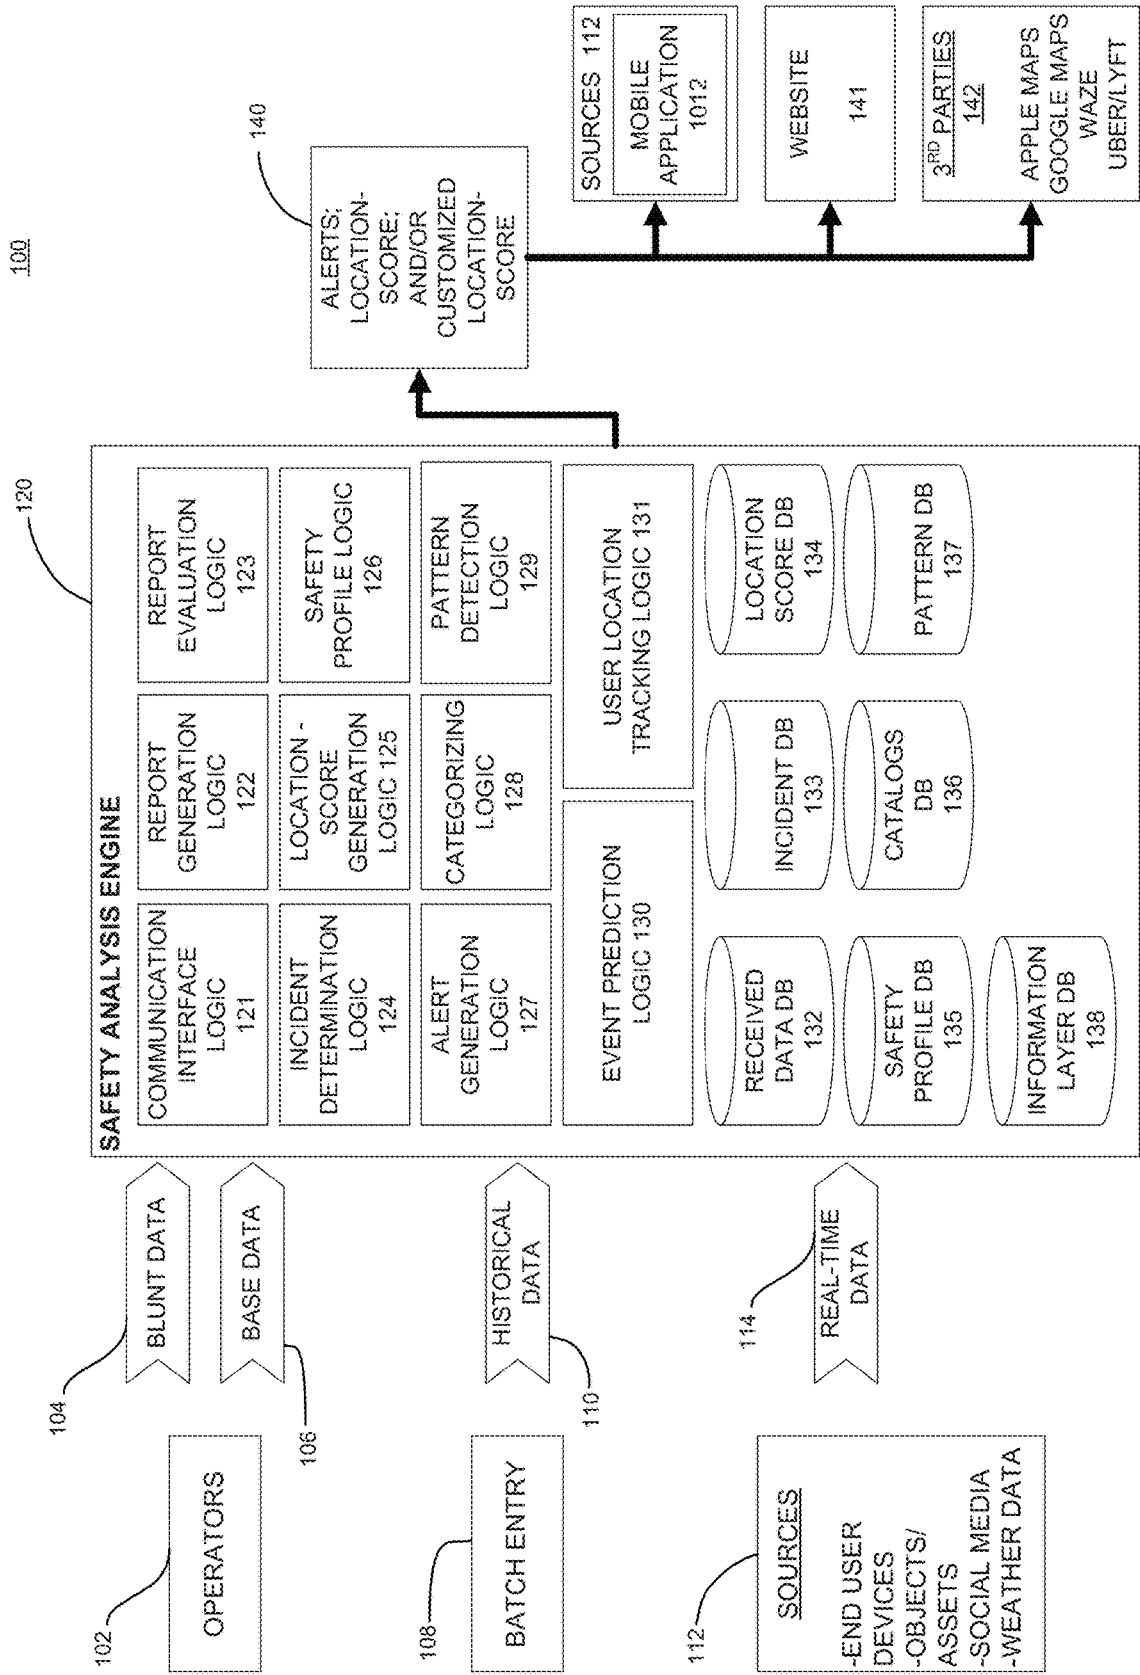 100
102
OPERATORS
104
BLUNT DATA
106
BASE DATA
108
BATCH ENTRY
110
HISTORICAL
DATA
112
SOURCES
-END USER
DEVICES
-OBJECTS/
ASSETS
-SOCIAL MEDIA
-WEATHER DATA
114
REAL-TIME
DATA
120
SAFETY ANALYSIS ENGINE
COMMUNICATION
INTERFACE
LOGIC
121
REPORT
GENERATION
LOGIC
122
REPORT
EVALUATION
LOGIC
123
INCIDENT
DETERMINATION
LOGIC
124
LOCATION -
SCORE
GENERATION
LOGIC 125
SAFETY
PROFILE LOGIC
126
ALERT
GENERATION
LOGIC
127
CATEGORIZING
LOGIC
128
PATTERN
DETECTION
LOGIC
129
EVENT PREDICTION
LOGIC 130
USER LOCATION
TRACKING LOGIC 131
RECEIVED
DATA DB
132
INCIDENT DB
133
LOCATION
SCORE DB
134
SAFETY
PROFILE DB
135
CATALOGS
DB
136
PATTERN DB
137
INFORMATION
LAYER DB
138
140
ALERTS;
LOCATION-
SCORE;
AND/OR
CUSTOMIZED
LOCATION-
SCORE
SOURCES 112
MOBILE
APPLICATION
1012
WEBSITE
141
3RD PARTIES
142
APPLE MAPS
GOOGLE MAPS
WAZE
UBER/LYFT